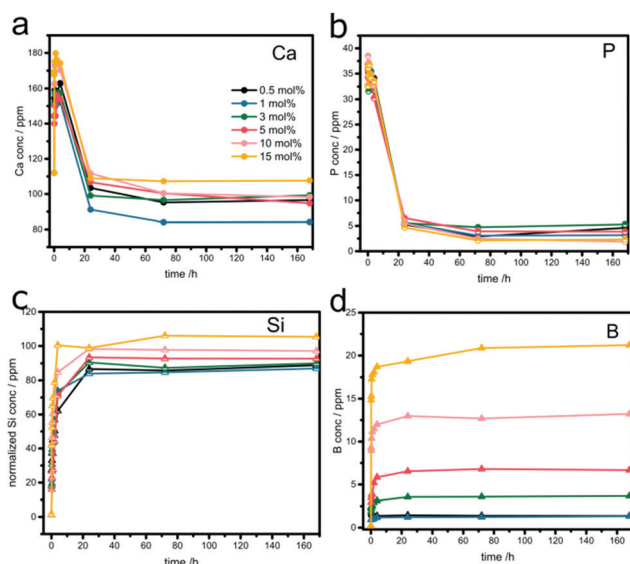 a
Ca
Ca conc / ppm
180
160
140
120
100
80
0.5 mol%
1 mol%
3 mol%
5 mol%
10 mol%
15 mol%
0 20 40 60 80 100 120 140 160
time /h
b
P
P conc / ppm
40
35
30
25
20
15
10
5
0
0 20 40 60 80 100 120 140 160
time /h
c
Si
normalized Si conc / ppm
120
100
80
60
40
20
0
0 20 40 60 80 100 120 140 160
time /h
d
B
B conc / ppm
25
20
15
10
5
0
0 20 40 60 80 100 120 140 160
time /h